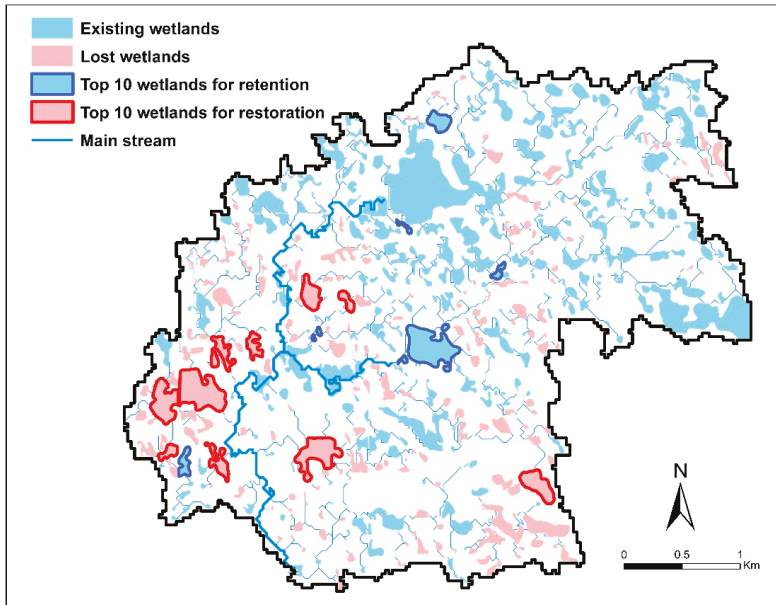 Existing wetlands
Lost wetlands
Top 10 wetlands for retention
Top 10 wetlands for restoration
Main stream
N
0 0.5 1
Km